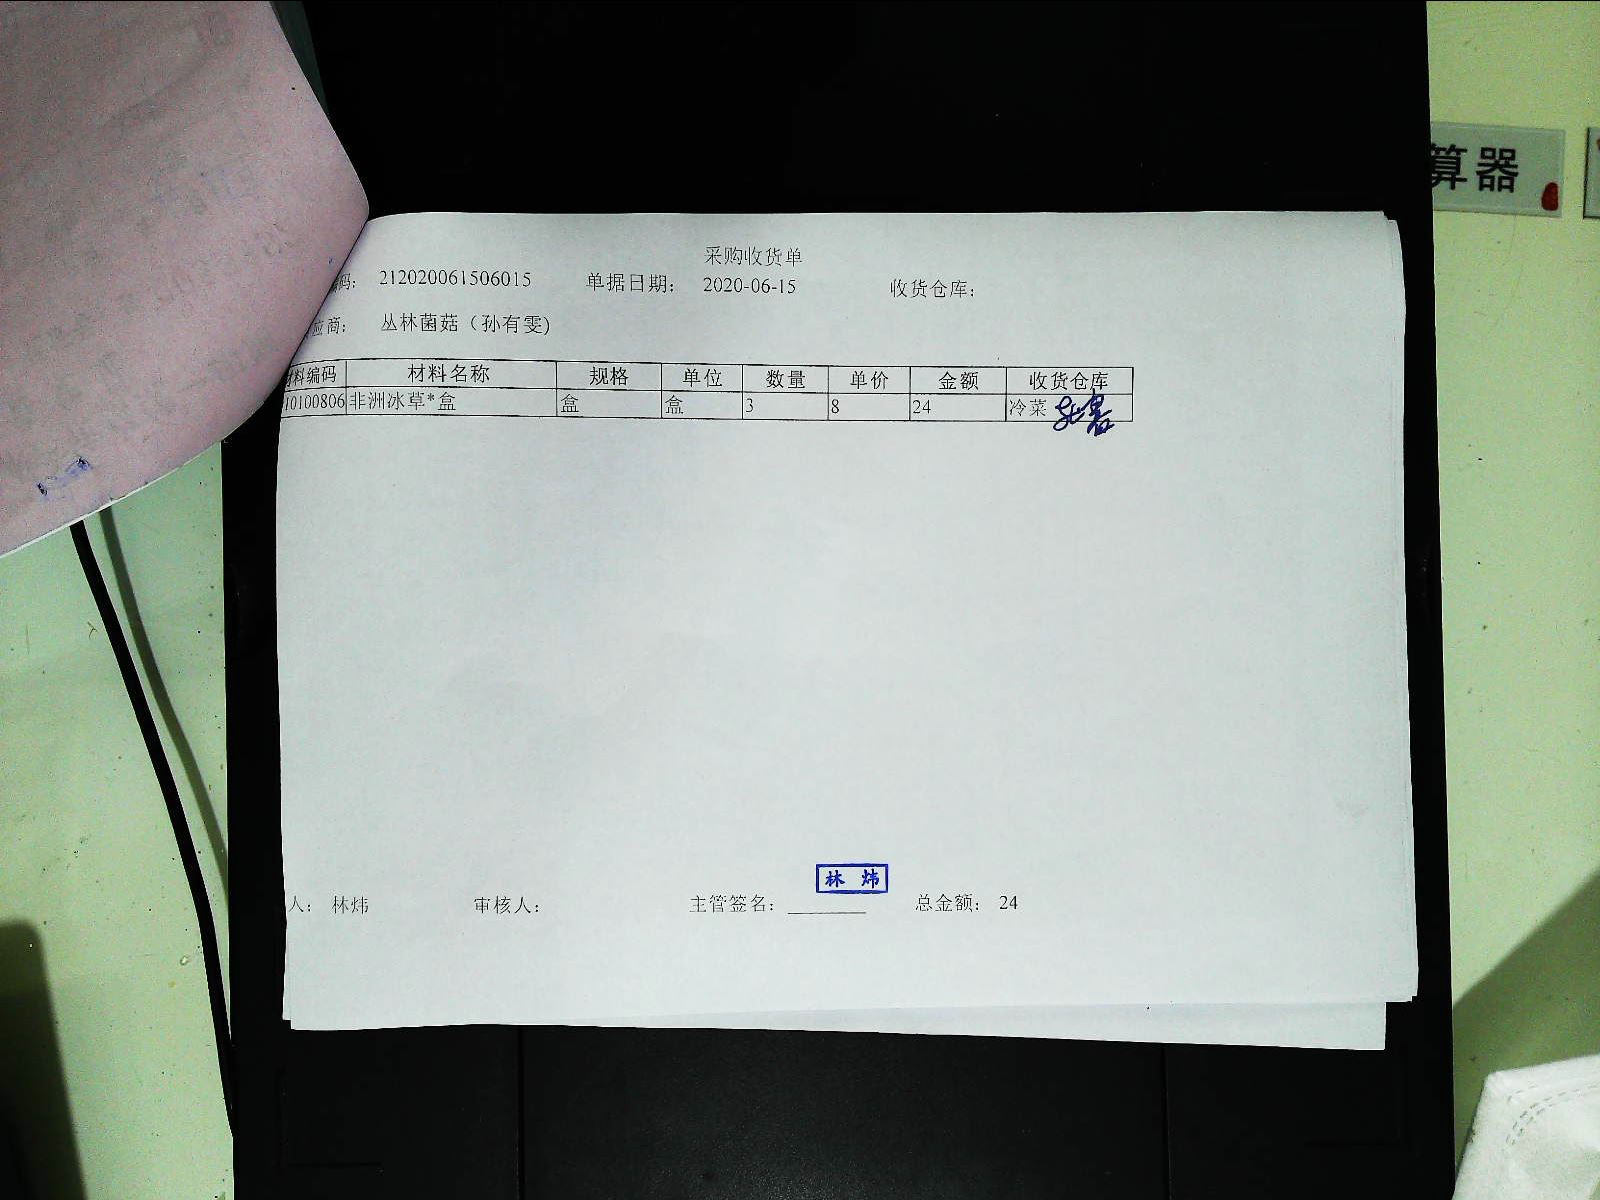 算器
采购收货单
码: 212020061506015 单据日期: 2020-06-15 收货仓库:
应商: 丛林菌菇（孙有雯)
材料编码 材料名称 规格 单位 数量 单价 金额 收货仓库
10100806 非洲冰草*盒 盒 盒 3 8 24 冷菜
林 炜
人: 林炜 审核人: 主管签名: 总金额: 24